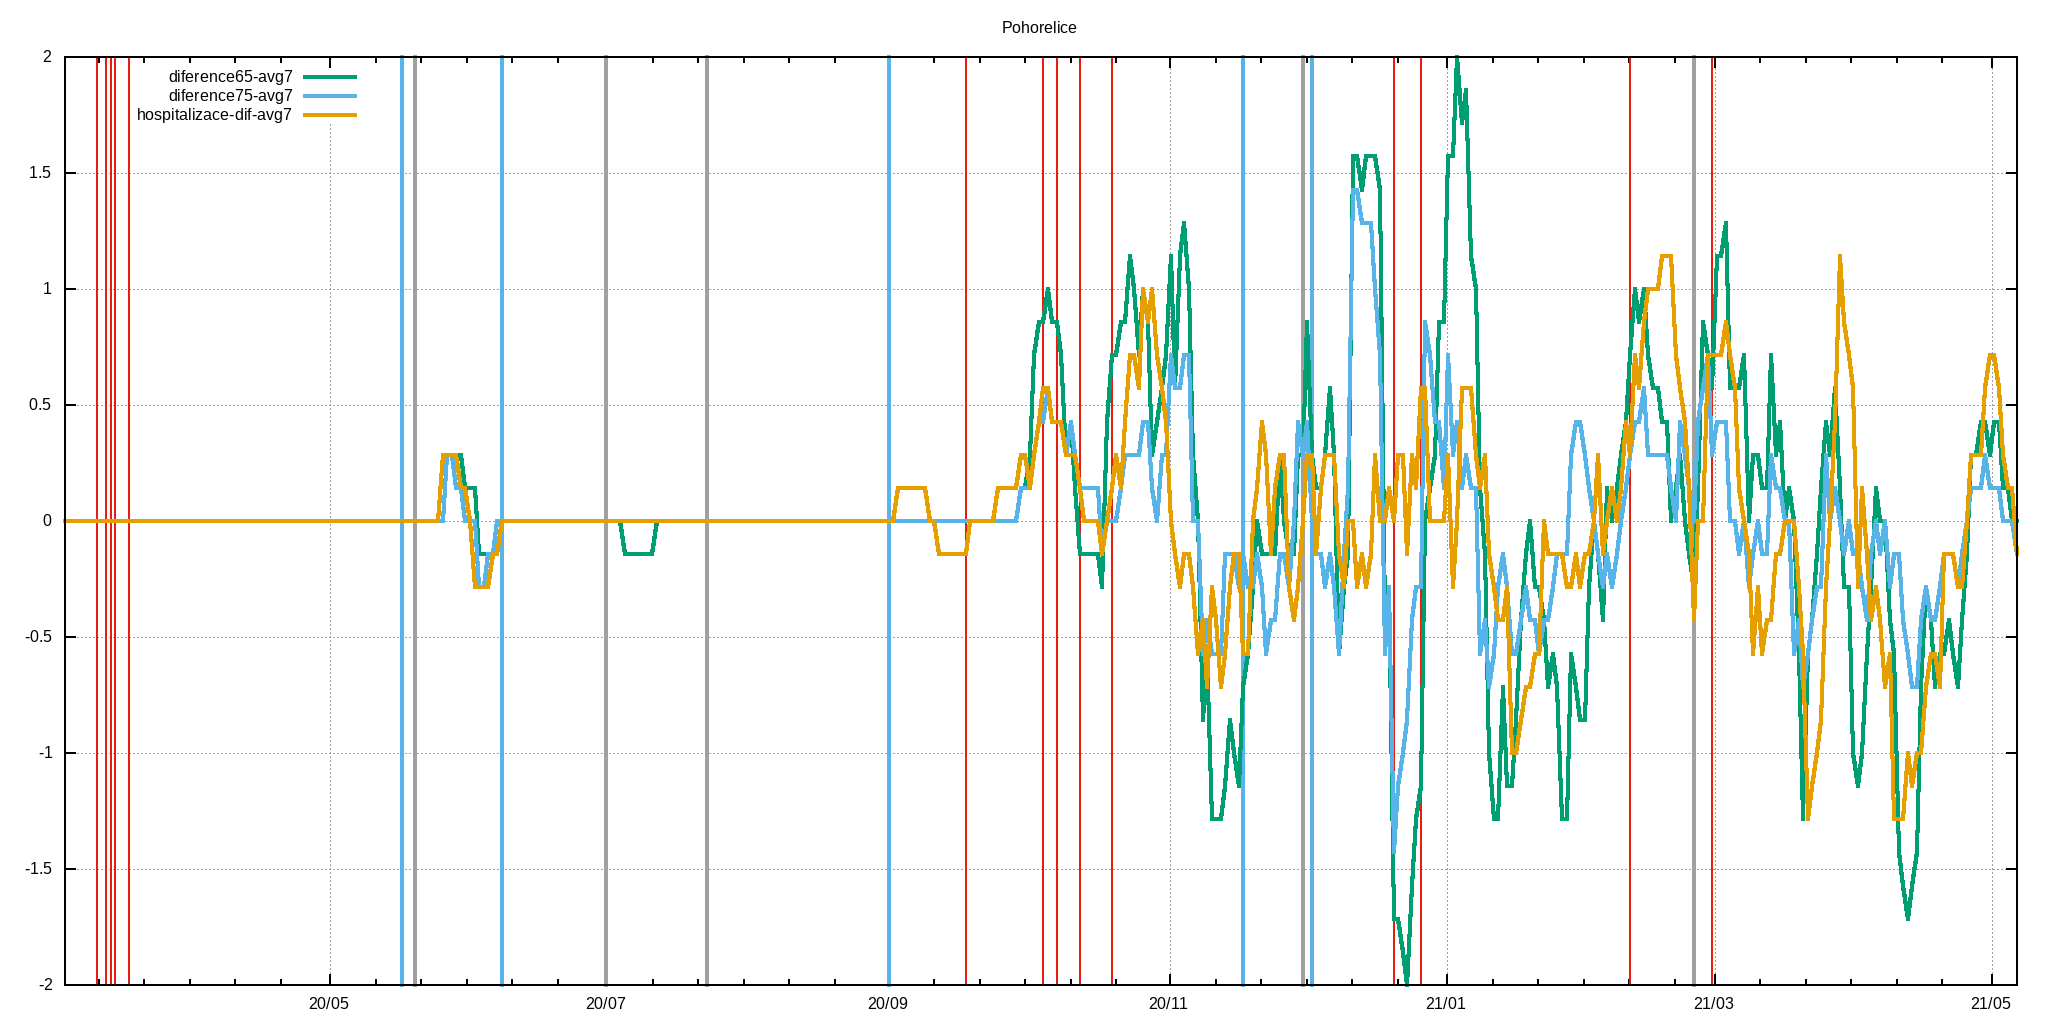 Pohorelice
diference65-avg7
diference75-avg7
hospitalizace-dif-avg7
2
1.5
1
0.5
0
-0.5
-1
-1.5
-2
20/05 20/07 20/09 20/11 21/01 21/03 21/05